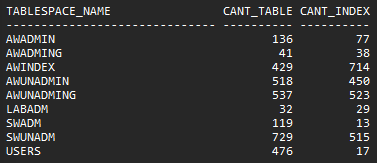 TABLESPACE_NAME CANT_TABLE CANT_INDEX
------------------------------ ---------- ----------
AWADMIN 136 77
AWADMING 41 38
AWINDEX 429 714
AWUNADMIN 518 450
AWUNADMING 537 523
LABADM 32 29
SWADM 119 13
SWUNADM 729 515
USERS 476 17